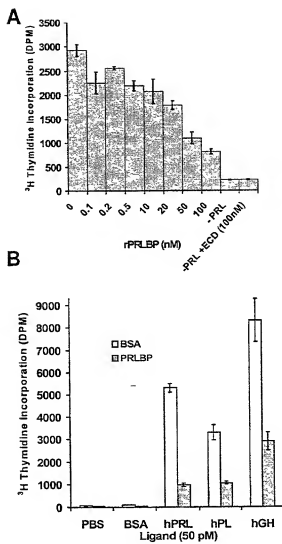 A
³H Thymidine Incorporation (DPM)
3500
3000
2500
2000
1500
1000
500
0
0 0.1 0.2 0.5 10 20 50 100 - PRL -PRL +ECD (100nM)
rPRLBP (nM)
B
³H Thymidine Incorporation (DPM)
9000
8000
7000
6000
5000
4000
3000
2000
1000
0
BSA
PRLBP
PBS BSA hPRL hPL hGH
Ligand (50 pM)